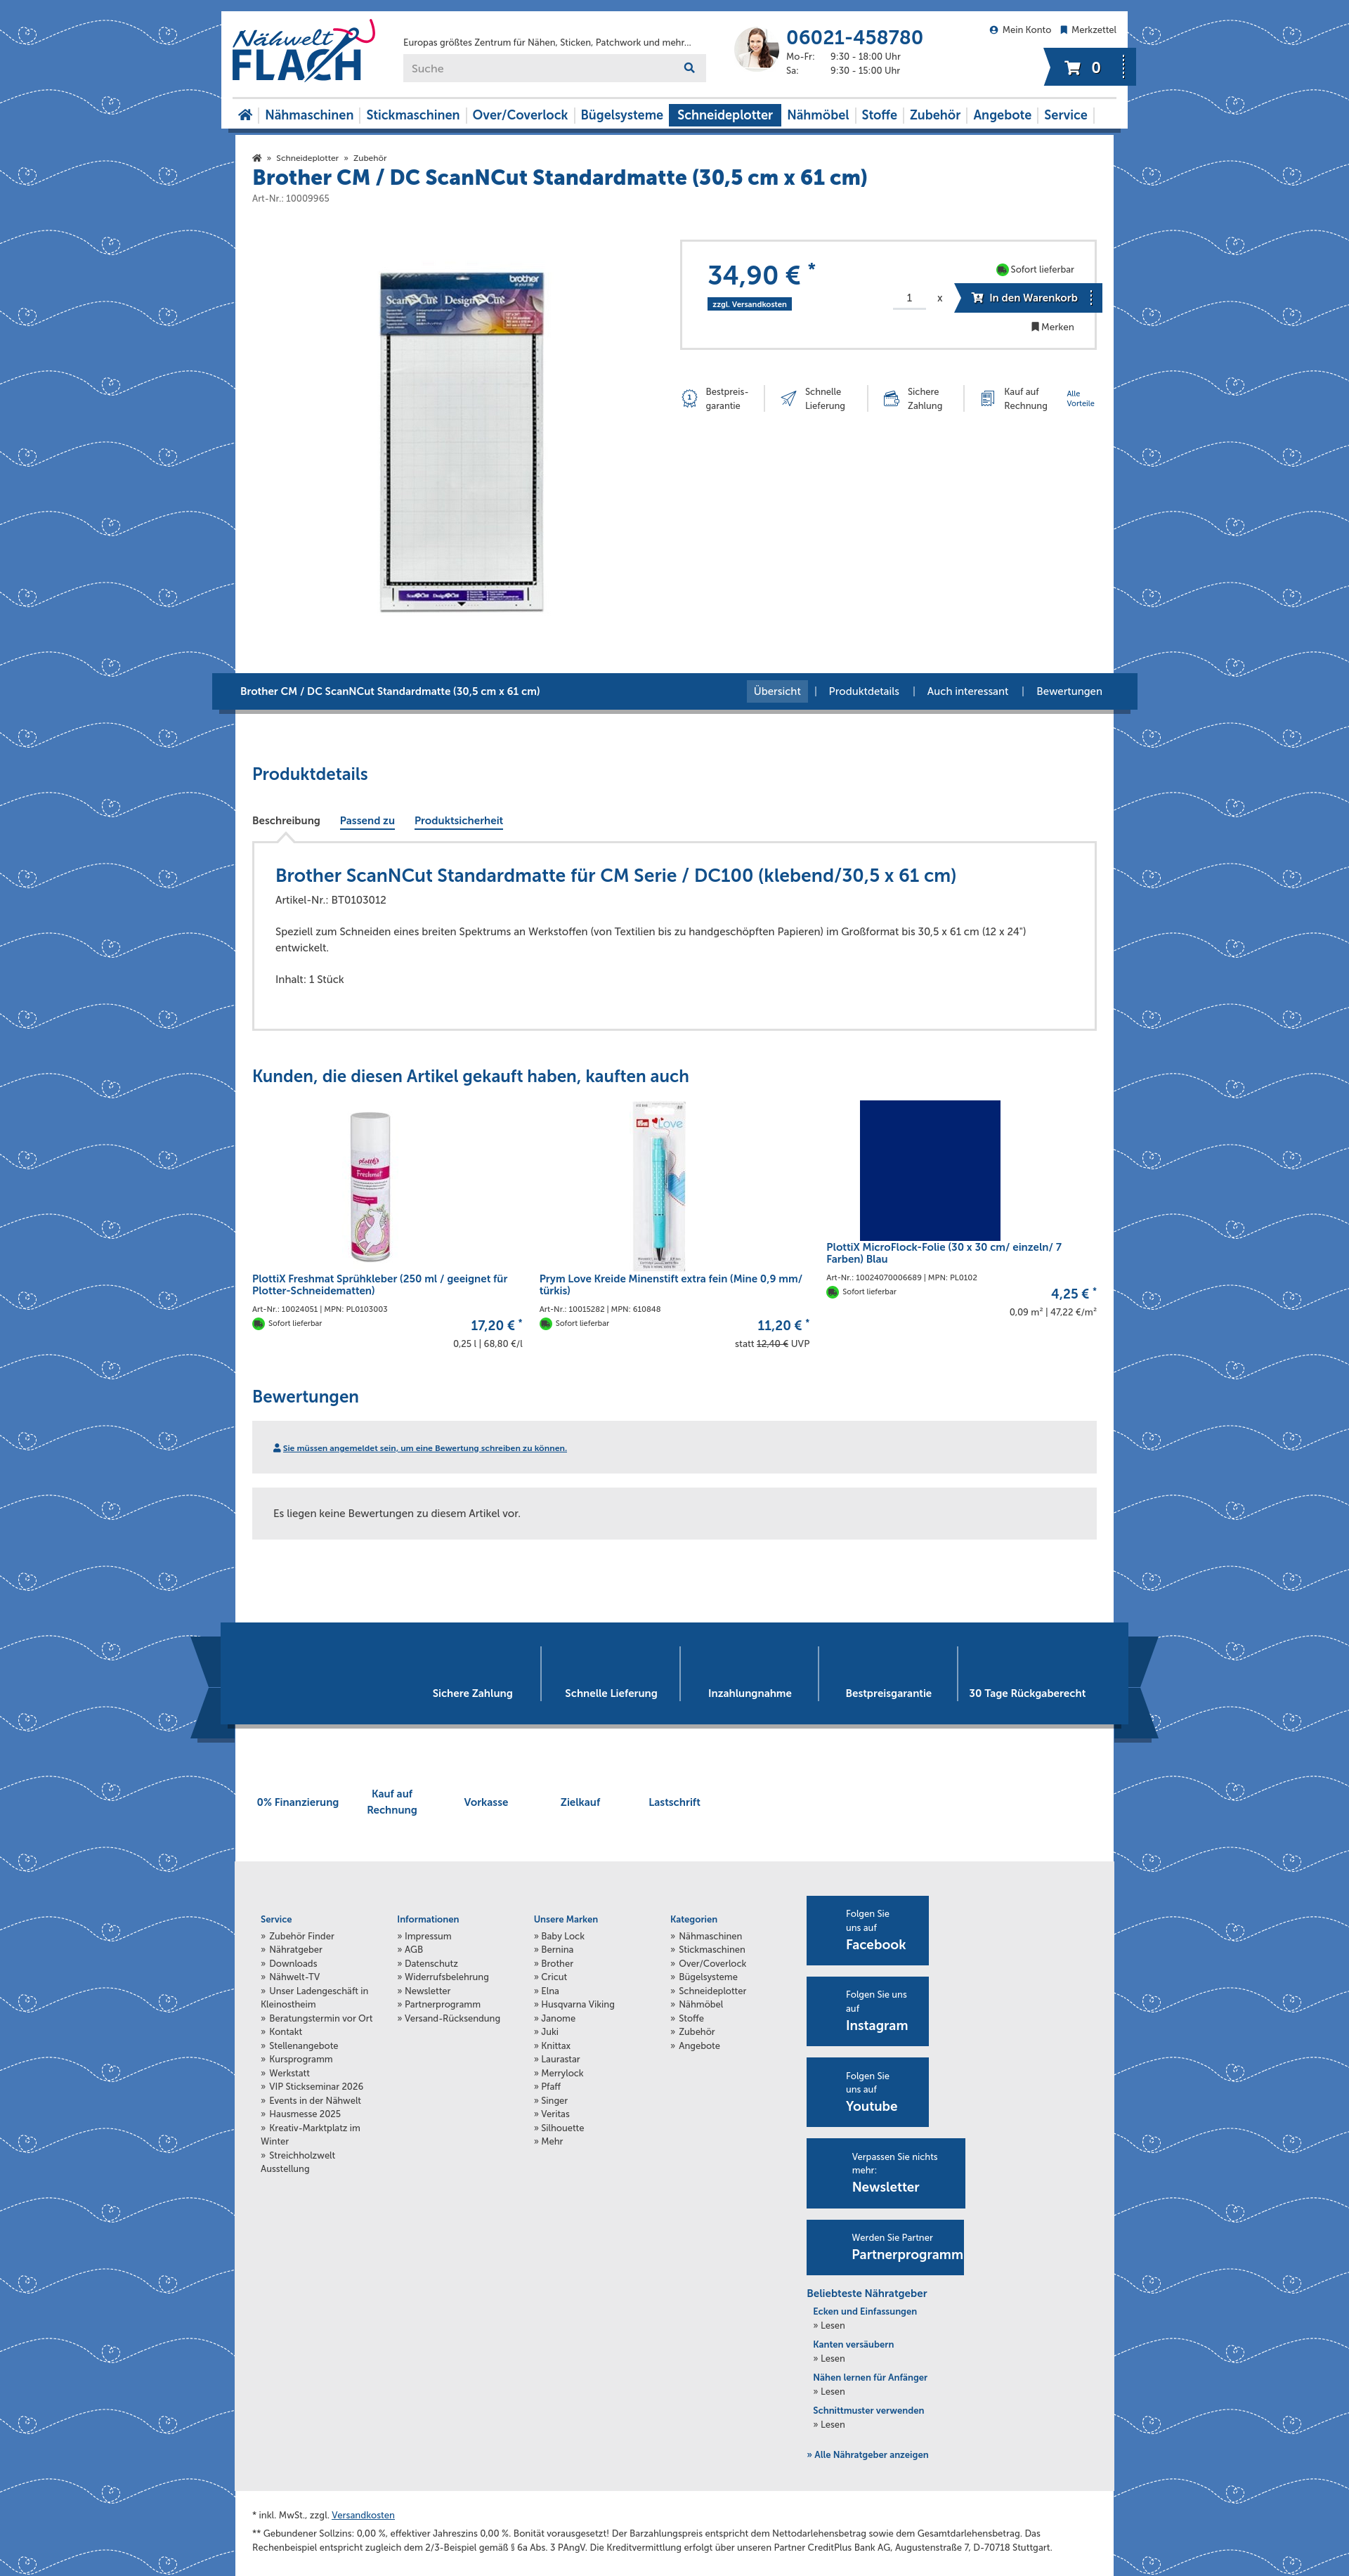 Nähwelt
FLACH
Europas größtes Zentrum für Nähen, Sticken, Patchwork und mehr...
Suche
06021-458780
Mo-Fr: 9:30 - 18:00 Uhr
Sa: 9:30 - 15:00 Uhr
Mein Konto Merkzettel
0
Nähmaschinen Stickmaschinen Over/Coverlock Bügelsysteme Schneideplotter Nähmöbel Stoffe Zubehör Angebote Service
» Schneideplotter » Zubehör
Brother CM / DC ScanNCut Standardmatte (30,5 cm x 61 cm)
Art-Nr.: 10009965
brother
34,90 € *
zzgl. Versandkosten
Sofort lieferbar
1 x In den Warenkorb
Merken
1
Bestpreis-
garantie
Schnelle
Lieferung
Sichere
Zahlung
Kauf auf
Rechnung
Alle
Vorteile
Brother CM / DC ScanNCut Standardmatte (30,5 cm x 61 cm)
Übersicht | Produktdetails | Auch interessant | Bewertungen
Produktdetails
Beschreibung Passend zu Produktsicherheit
Brother ScanNCut Standardmatte für CM Serie / DC100 (klebend/30,5 x 61 cm)
Artikel-Nr.: BT0103012
Speziell zum Schneiden eines breiten Spektrums an Werkstoffen (von Textilien bis zu handgeschöpften Papieren) im Großformat bis 30,5 x 61 cm (12 x 24")
entwickelt.
Inhalt: 1 Stück
Kunden, die diesen Artikel gekauft haben, kauften auch
plottiX
Freshmat
prym
Love
PlottiX Freshmat Sprühkleber (250 ml / geeignet für
Plotter-Schneidematten)
Art-Nr.: 10024051 | MPN: PL0103003
Sofort lieferbar
17,20 € *
0,25 l | 68,80 €/l
Prym Love Kreide Minenstift extra fein (Mine 0,9 mm/
türkis)
Art-Nr.: 10015282 | MPN: 610848
Sofort lieferbar
11,20 € *
statt 12,40 € UVP
PlottiX MicroFlock-Folie (30 x 30 cm/ einzeln/ 7
Farben) Blau
Art-Nr.: 10024070006689 | MPN: PL0102
Sofort lieferbar
4,25 € *
0,09 m² | 47,22 €/m²
Bewertungen
Sie müssen angemeldet sein, um eine Bewertung schreiben zu können.
Es liegen keine Bewertungen zu diesem Artikel vor.
Sichere Zahlung Schnelle Lieferung Inzahlungnahme Bestpreisgarantie 30 Tage Rückgaberecht
0% Finanzierung
Kauf auf
Rechnung
Vorkasse
Zielkauf
Lastschrift
Service
» Zubehör Finder
» Nähratgeber
» Downloads
» Nähwelt-TV
» Unser Ladengeschäft in
Kleinostheim
» Beratungstermin vor Ort
» Kontakt
» Stellenangebote
» Kursprogramm
» Werkstatt
» VIP Stickseminar 2026
» Events in der Nähwelt
» Hausmesse 2025
» Kreativ-Marktplatz im
Winter
» Streichholzwelt
Ausstellung
Informationen
» Impressum
» AGB
» Datenschutz
» Widerrufsbelehrung
» Newsletter
» Partnerprogramm
» Versand-Rücksendung
Unsere Marken
» Baby Lock
» Bernina
» Brother
» Cricut
» Elna
» Husqvarna Viking
» Janome
» Juki
» Knittax
» Laurastar
» Merrylock
» Pfaff
» Singer
» Veritas
» Silhouette
» Mehr
Kategorien
» Nähmaschinen
» Stickmaschinen
» Over/Coverlock
» Bügelsysteme
» Schneideplotter
» Nähmöbel
» Stoffe
» Zubehör
» Angebote
Folgen Sie
uns auf
Facebook
Folgen Sie uns
auf
Instagram
Folgen Sie
uns auf
Youtube
Verpassen Sie nichts
mehr:
Newsletter
Werden Sie Partner
Partnerprogramm
Beliebteste Nähratgeber
Ecken und Einfassungen
» Lesen
Kanten versäubern
» Lesen
Nähen lernen für Anfänger
» Lesen
Schnittmuster verwenden
» Lesen
» Alle Nähratgeber anzeigen
* inkl. MwSt., zzgl. Versandkosten
** Gebundener Sollzins: 0,00 %, effektiver Jahreszins 0,00 %. Bonität vorausgesetzt! Der Barzahlungspreis entspricht dem Nettodarlehensbetrag sowie dem Gesamtdarlehensbetrag. Das
Rechenbeispiel entspricht zugleich dem 2/3-Beispiel gemäß § 6a Abs. 3 PAngV. Die Kreditvermittlung erfolgt über unseren Partner CreditPlus Bank AG, Augustenstraße 7, D-70718 Stuttgart.